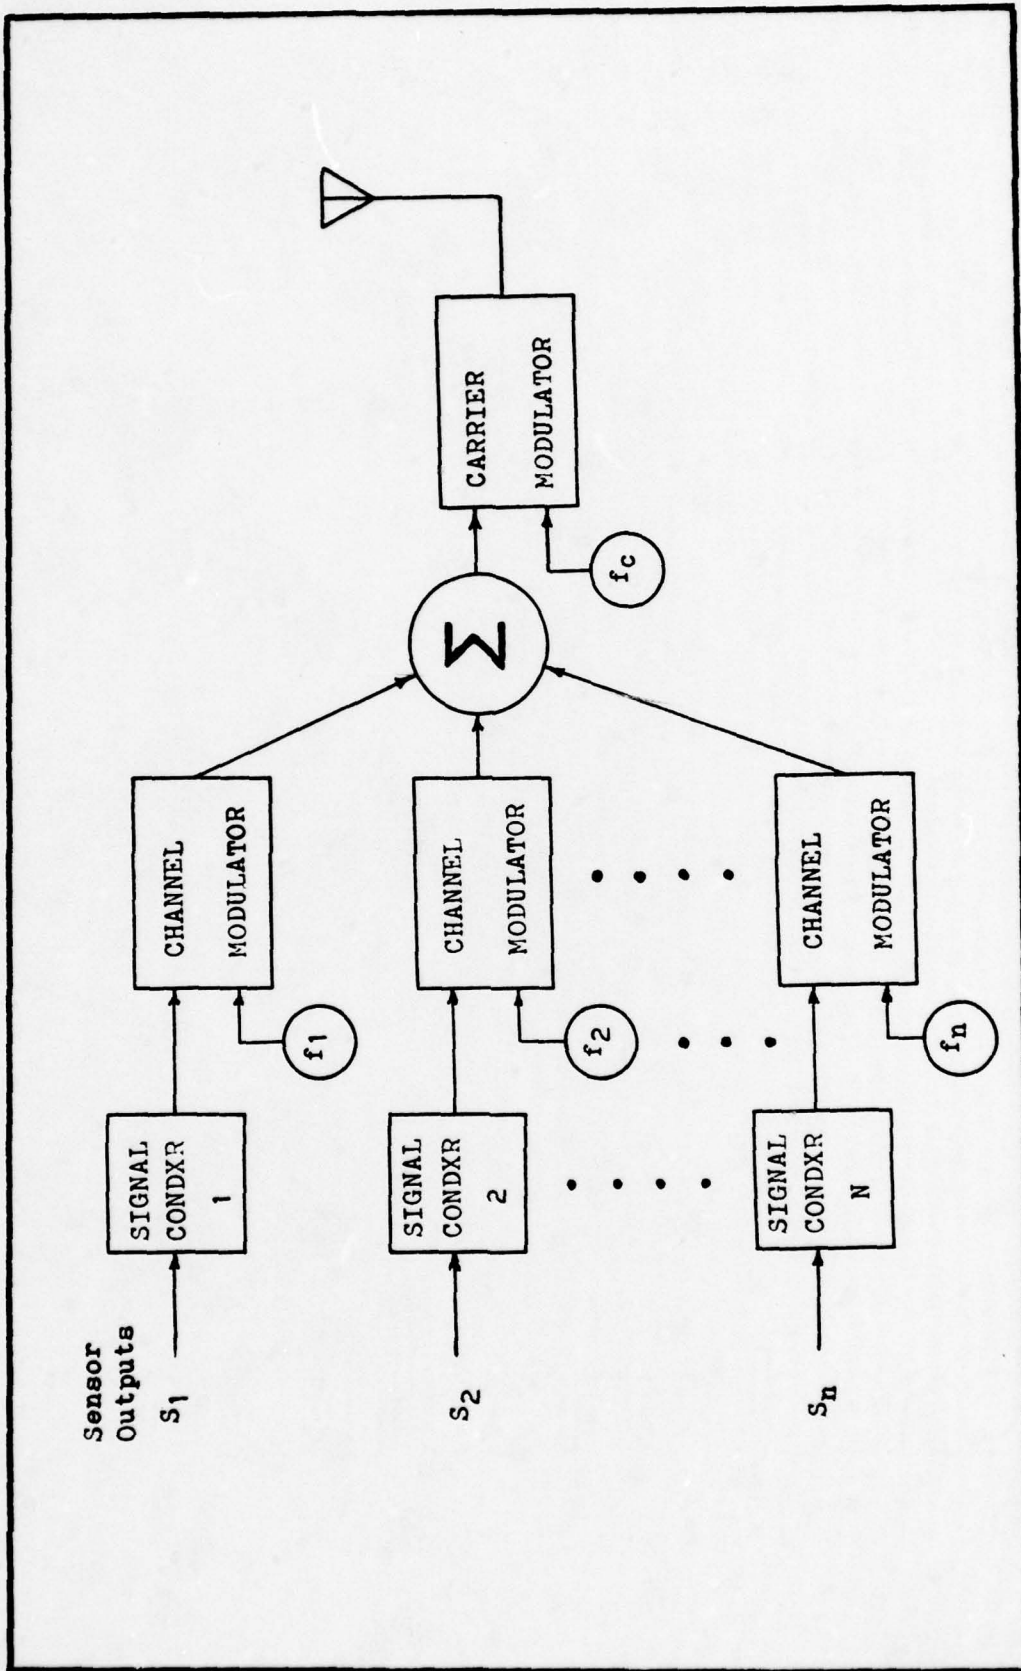 Sensor
Outputs
S1
SIGNAL
CONDXR
1
f1
CHANNEL
MODULATOR
S2
SIGNAL
CONDXR
2
f2
CHANNEL
MODULATOR
Sn
SIGNAL
CONDXR
N
fn
CHANNEL
MODULATOR
Σ
fc
CARRIER
MODULATOR